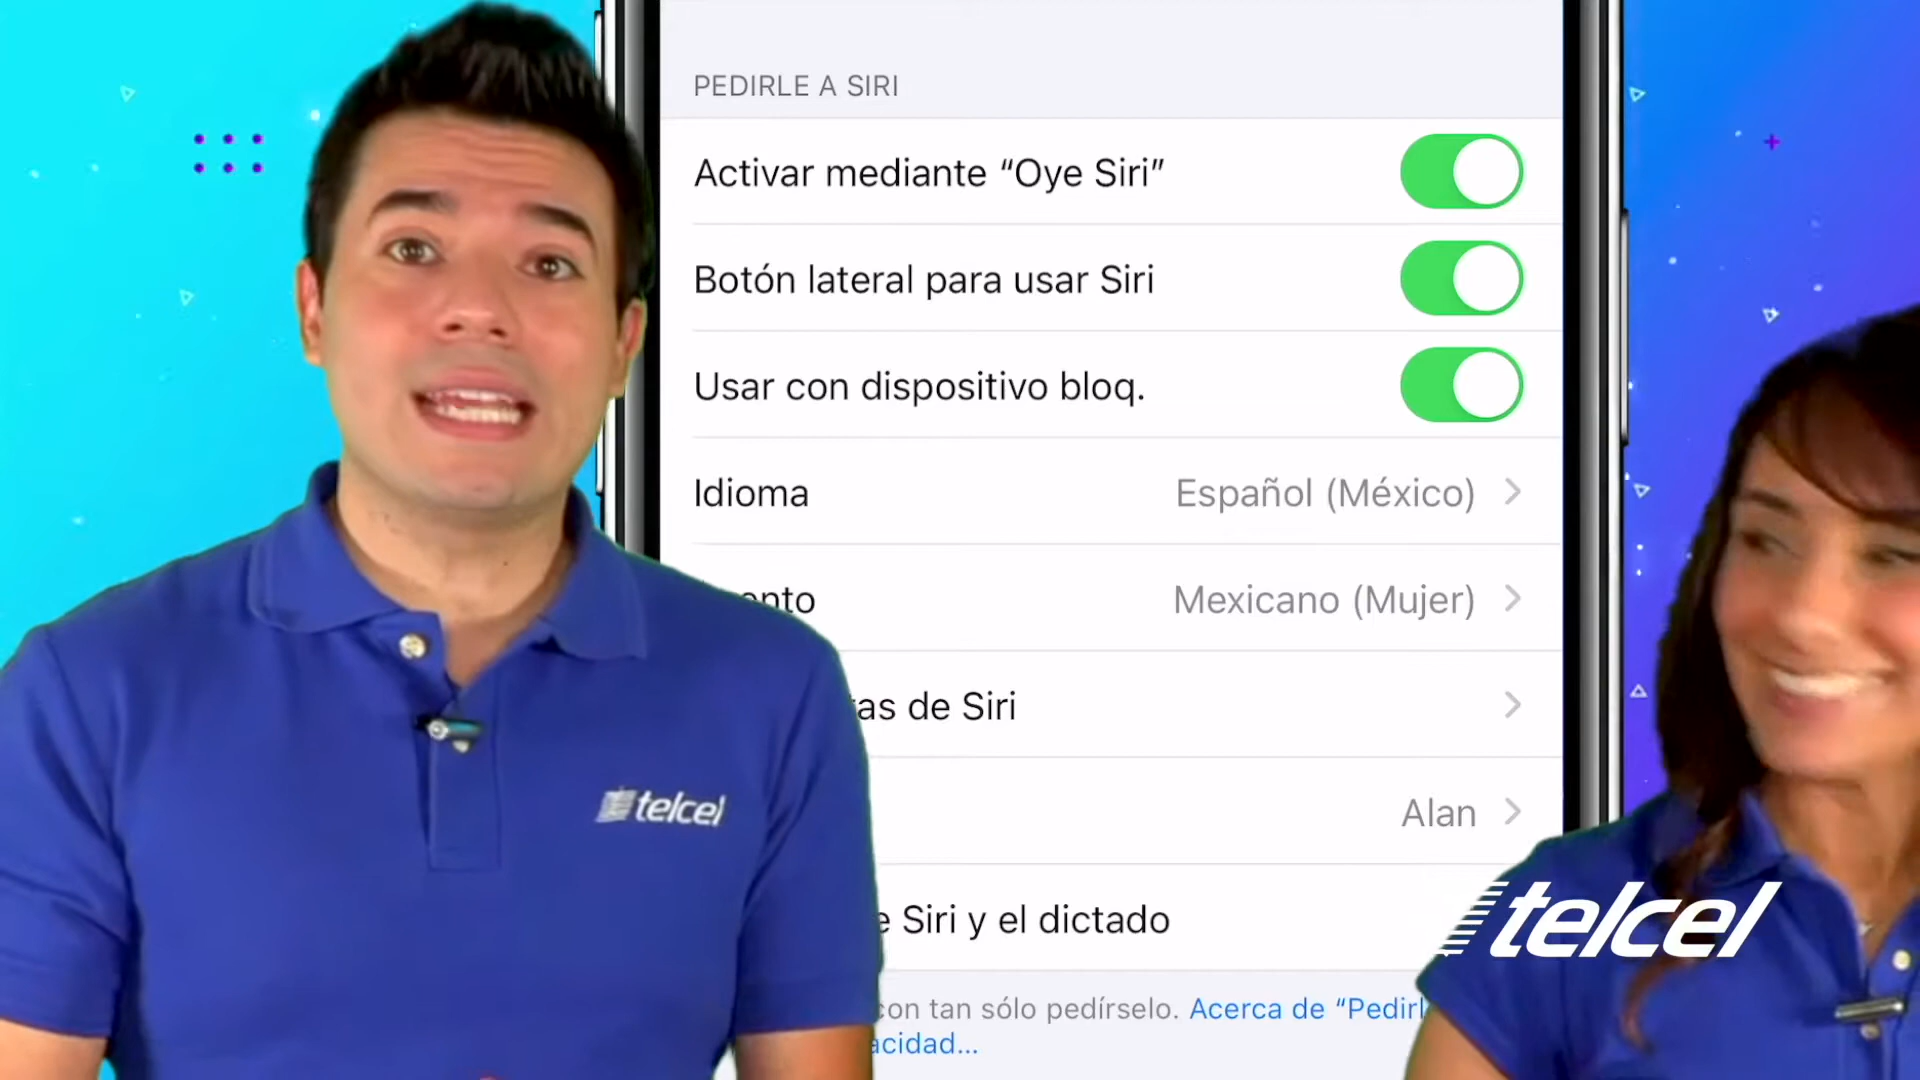 PEDIRLE A SIRI
Activar mediante “Oye Siri”
Botón lateral para usar Siri
Usar con dispositivo bloq.
Idioma Español (México)
Mexicano (Mujer)
de Siri
Alan
Siri y el dictado
con tan sólo pedírselo. Acerca de “Pedirl
acidad...
telcel
telcel